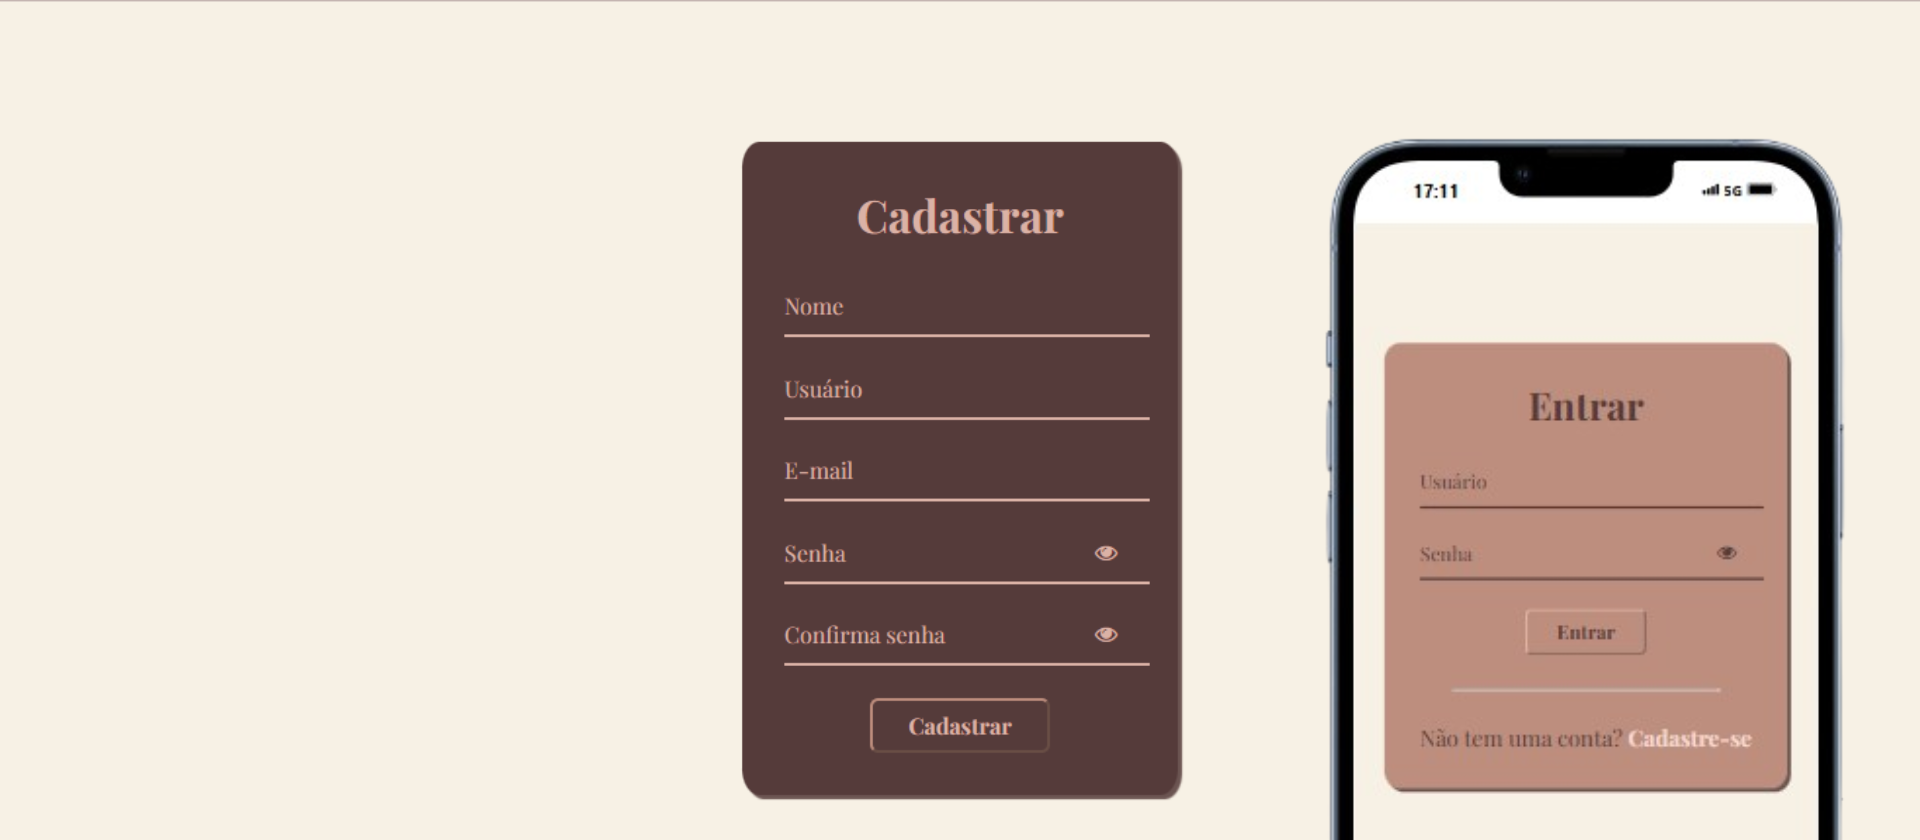 Cadastrar
Nome
Usuário
E-mail
Senha
Confirma senha
Cadastrar
17:11
5G
Entrar
Usuário
Senha
Entrar
Não tem uma conta? Cadastre-se